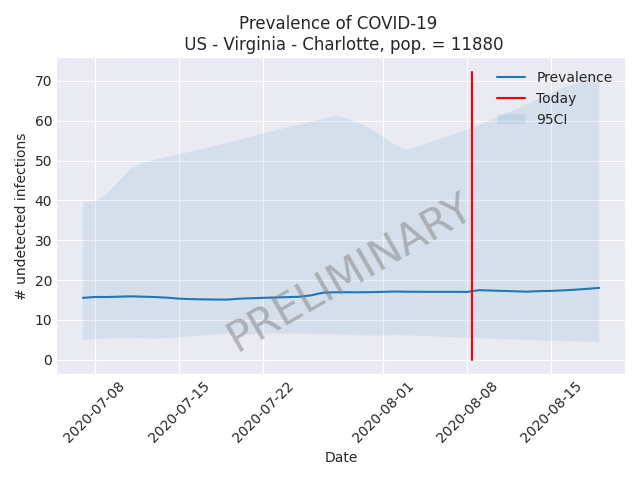 Prevalence of COVID-19
US - Virginia - Charlotte, pop. = 11880
Prevalence
Today
95CI
# undetected infections
70
60
50
40
30
20
10
0
PRELIMINARY
2020-07-08
2020-07-15
2020-07-22
2020-08-01
2020-08-08
2020-08-15
Date